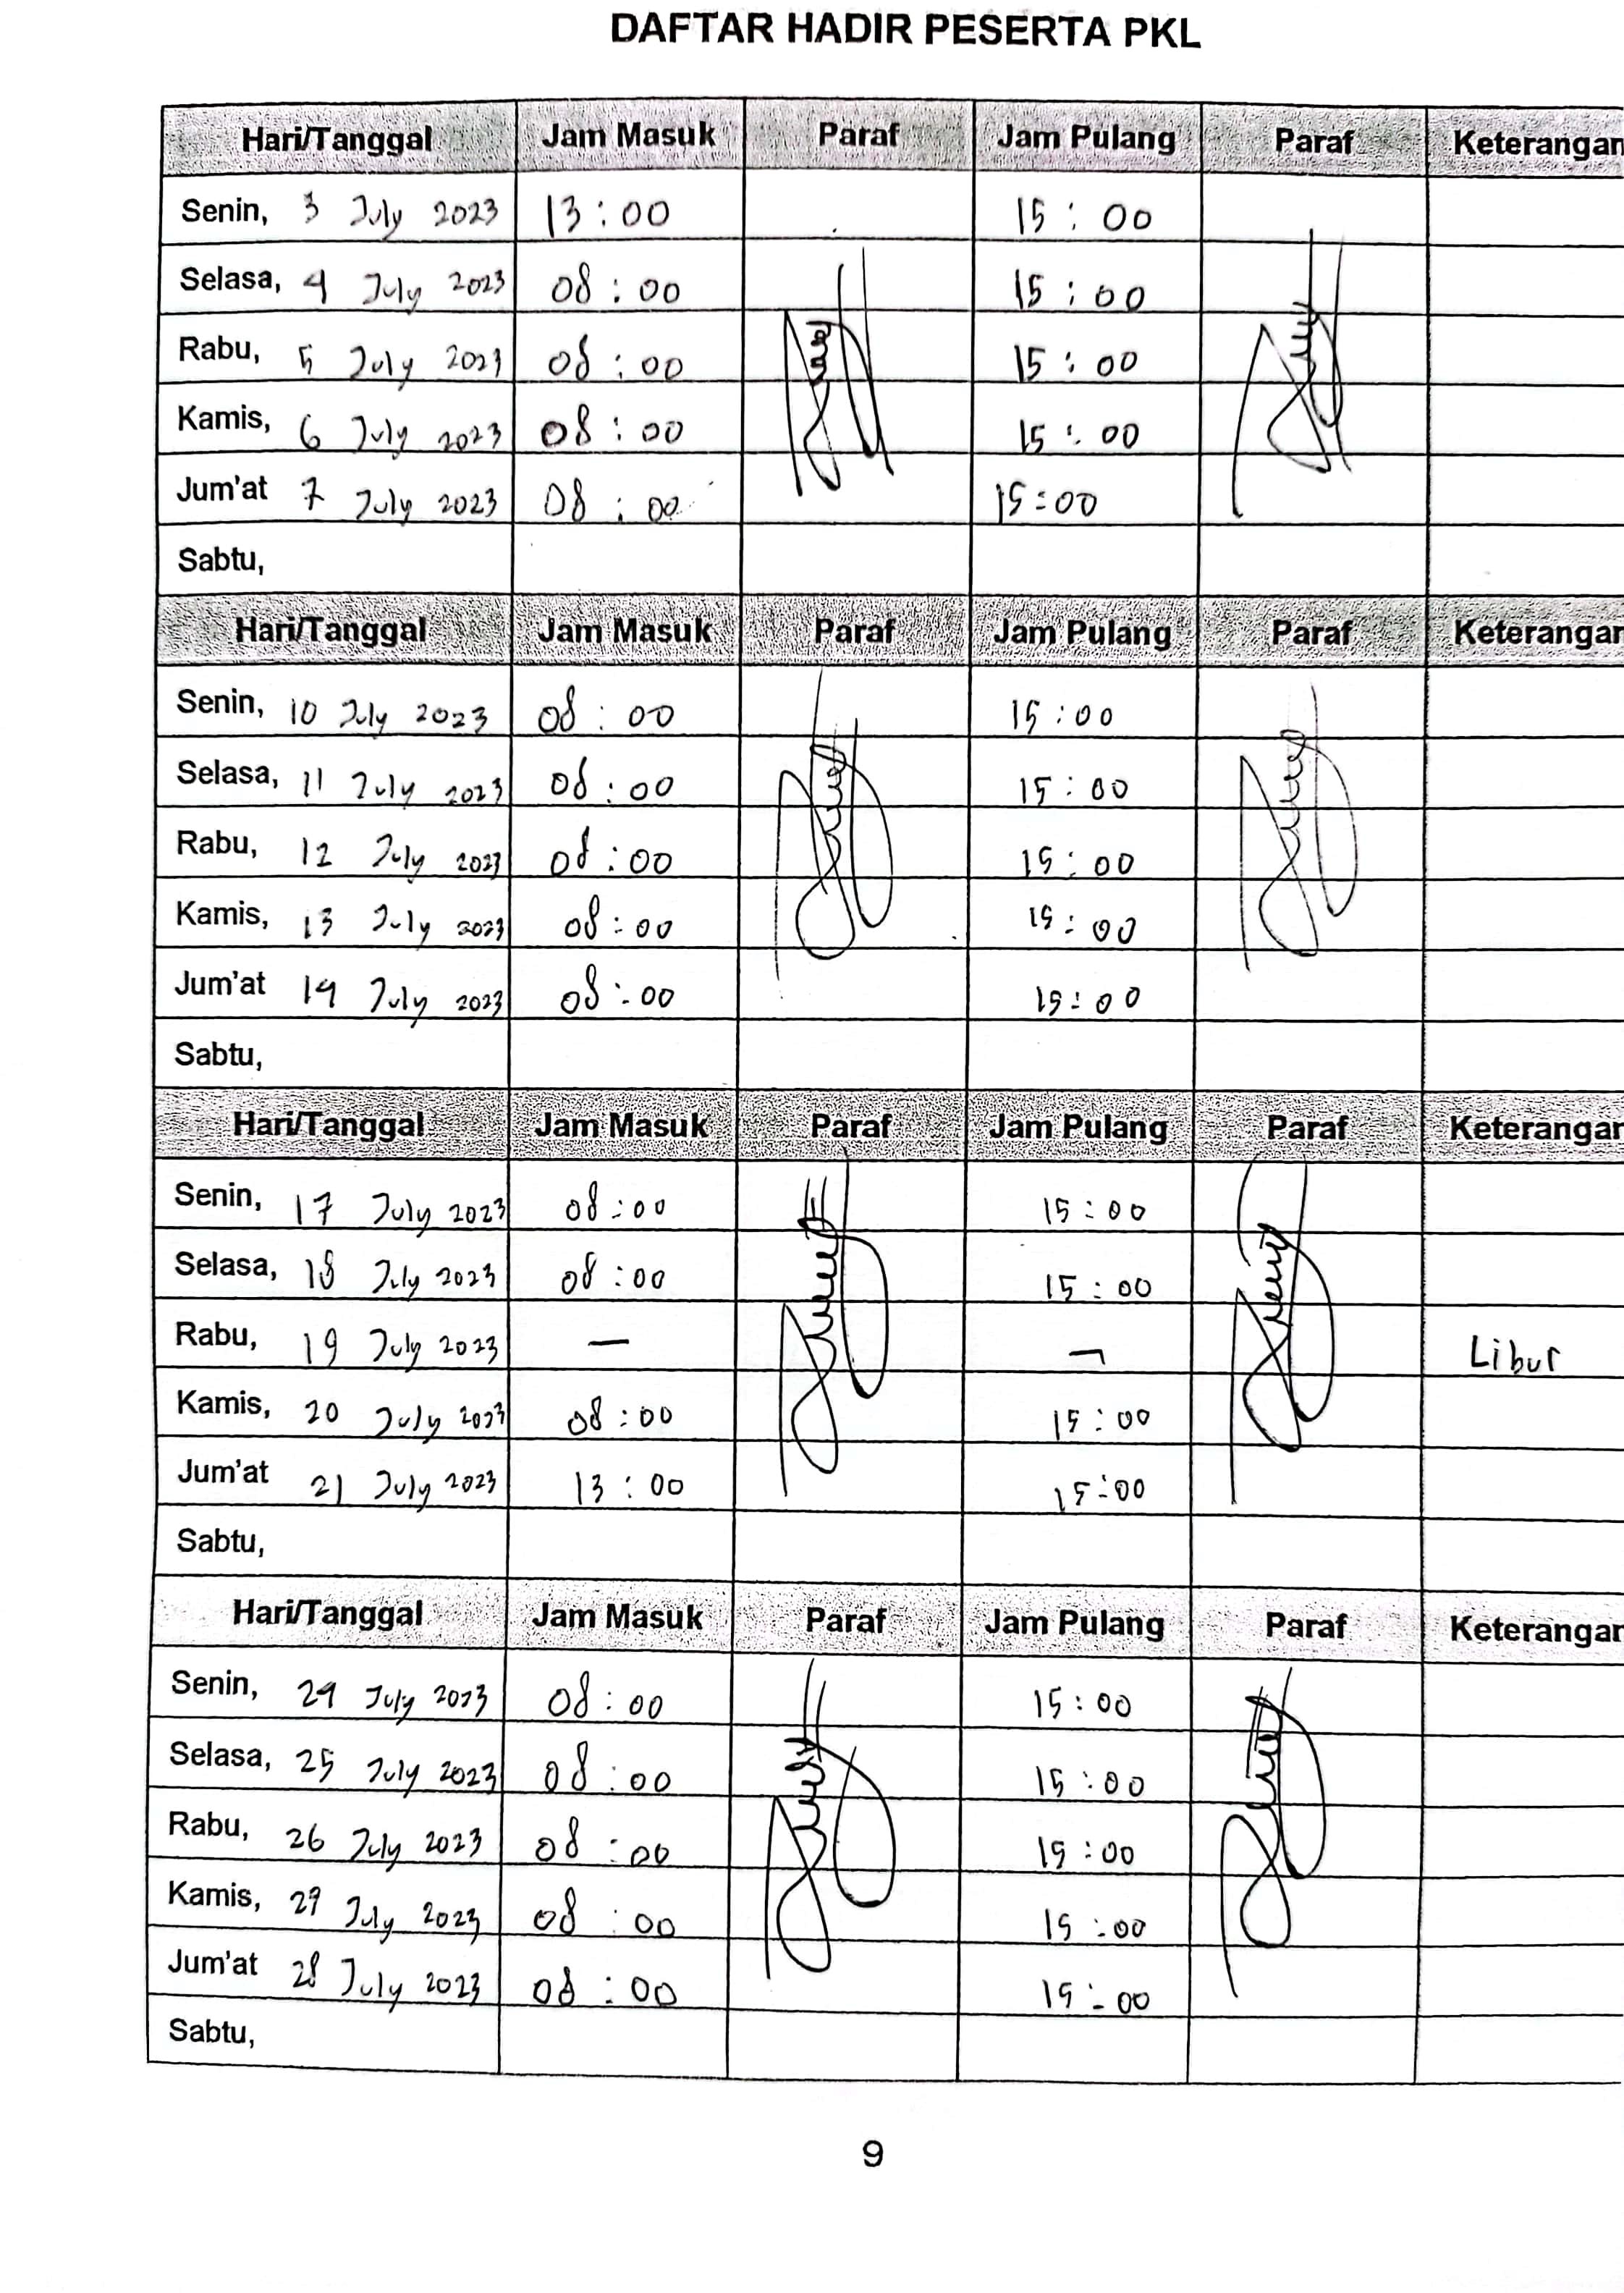 DAFTAR HADIR PESERTA PKL
Hari/Tanggal Jam Masuk Paraf Jam Pulang Paraf Keterangan
Senin, 3 July 2023 13:00 15:00
Selasa, 4 July 2023 08:00 15:00
Rabu, 5 July 2023 08:00 15:00
Kamis, 6 July 2023 08:00 15:00
Jum'at 7 July 2023 08:00 15:00
Sabtu,
Hari/Tanggal Jam Masuk Paraf Jam Pulang Paraf Keterangan
Senin, 10 July 2023 08:00 15:00
Selasa, 11 July 2023 08:00 15:00
Rabu, 12 July 2023 08:00 15:00
Kamis, 13 July 2023 08:00 15:00
Jum'at 14 July 2023 08:00 15:00
Sabtu,
Hari/Tanggal Jam Masuk Paraf Jam Pulang Paraf Keterangan
Senin, 17 July 2023 08:00 15:00
Selasa, 18 July 2023 08:00 15:00
Rabu, 19 July 2023 — — Libur
Kamis, 20 July 2023 08:00 15:00
Jum'at 21 July 2023 13:00 15:00
Sabtu,
Hari/Tanggal Jam Masuk Paraf Jam Pulang Paraf Keterangan
Senin, 24 July 2023 08:00 15:00
Selasa, 25 July 2023 08:00 15:00
Rabu, 26 July 2023 08:00 15:00
Kamis, 27 July 2023 08:00 15:00
Jum'at 28 July 2023 08:00 15:00
Sabtu,
9